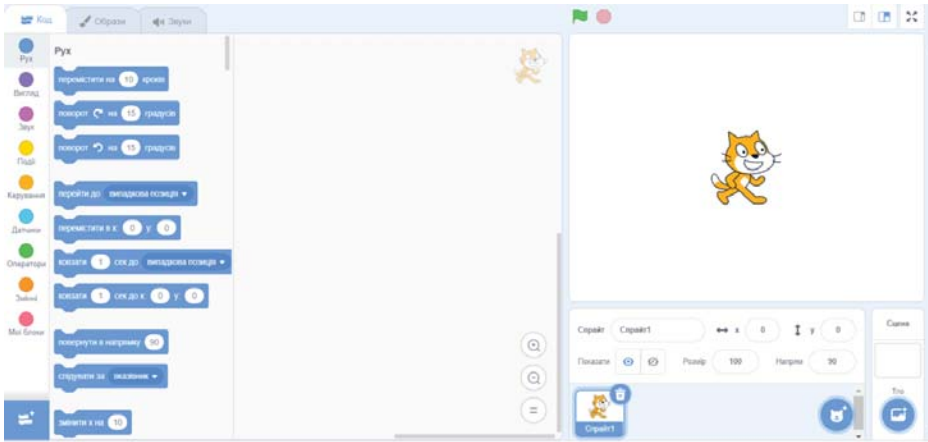 Код Образи Звуки
Рух
Рух
Вигляд
Звук
Події
Керування
Датчики
Оператори
Змінні
Мої блоки
перемістити на 10 кроків
поворот на 15 градусів
поворот на 15 градусів
перейти до випадкова позиція
перемістити в x: 0 y: 0
ковзати 1 сек до випадкова позиція
ковзати 1 сек до x: 0 y: 0
повернути в напрямку 90
слідувати за вказівник
змінити x на 10
Спрайт Спрайт1 x 0 y 0
Показати Розмір 100 Напрям 90
Спрайт1
Сцена
Тло